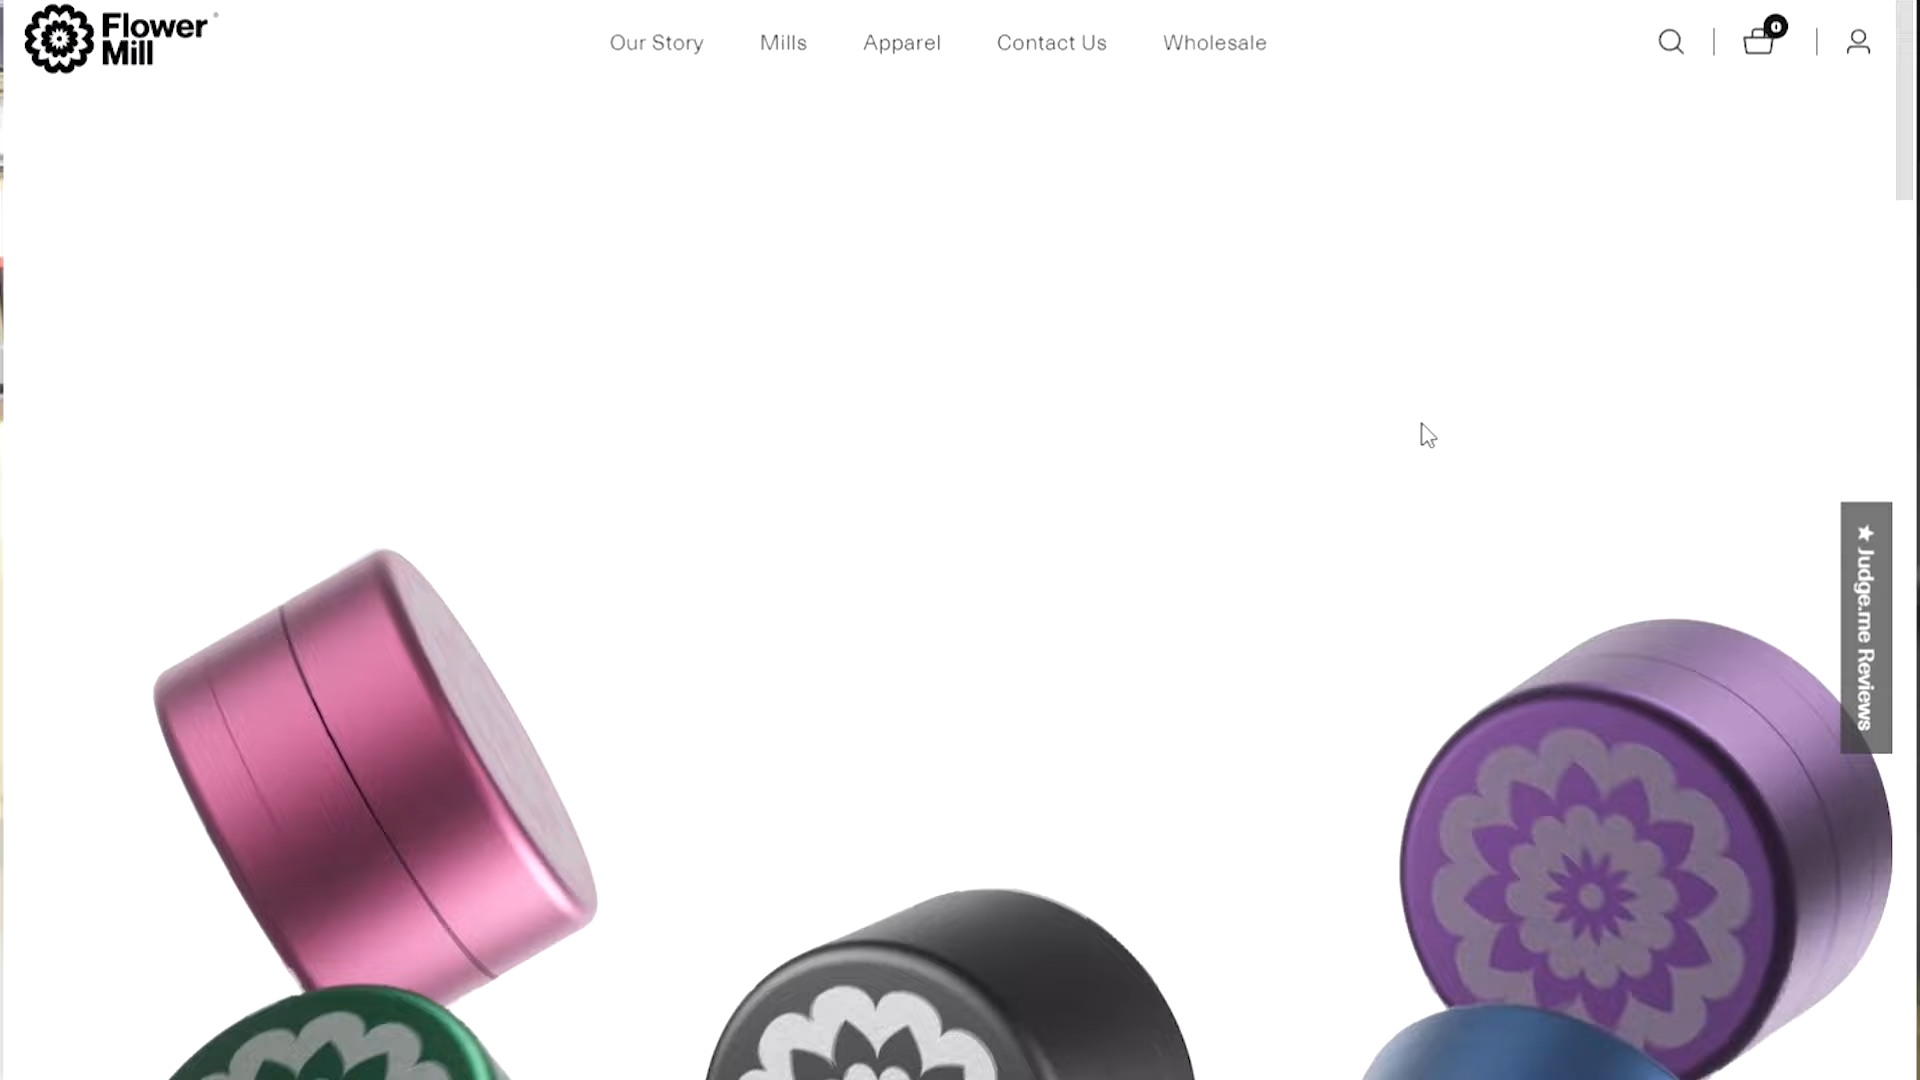 Flower
Mill
Our Story
Mills
Apparel
Contact Us
Wholesale
0
★ Judge.me Reviews